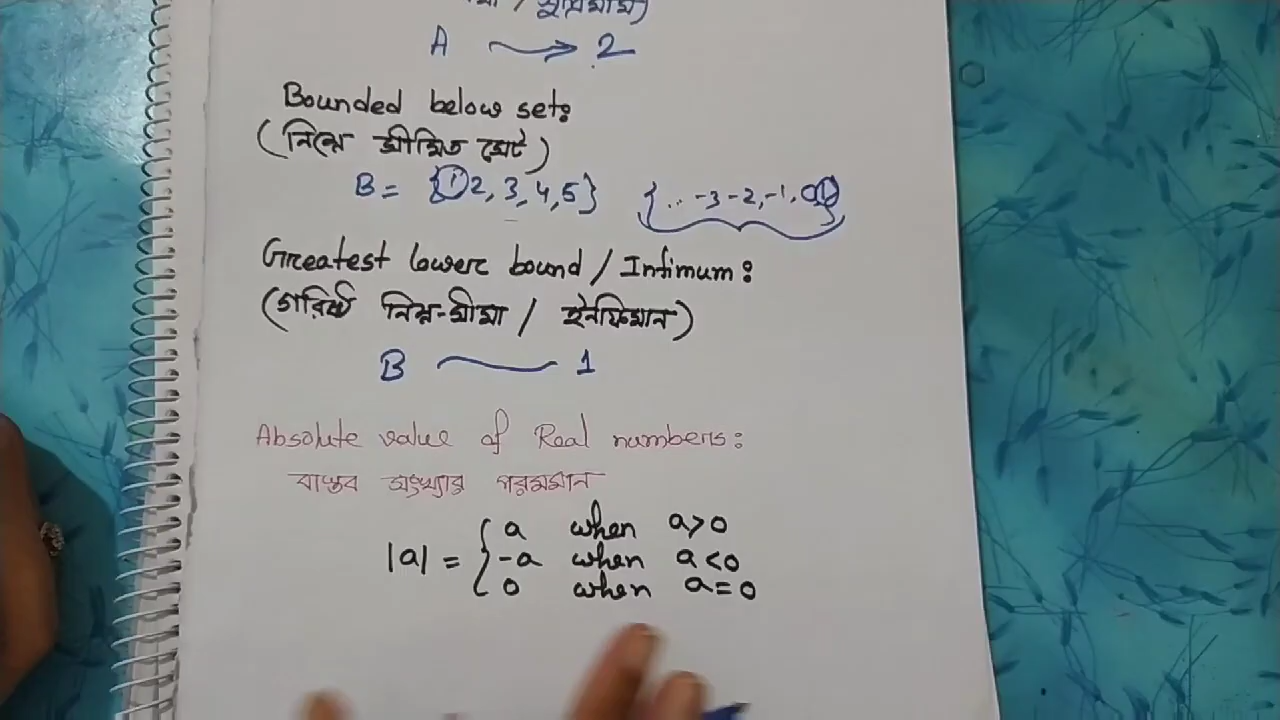 A → 2
Bounded below set:
(নিম্নে সীমিত সেট)
B = {1 2, 3, 4, 5} {... -3 -2, -1, 0, 1}
Greatest lower bound / Infimum:
(গরিষ্ঠ নিম্ন-সীমা / ইনফিমাম)
B — 1
Absolute value of Real numbers:
বাস্তব সংখ্যার পরমমান
|a| = { a when a>0
-a when a<0
0 when a=0